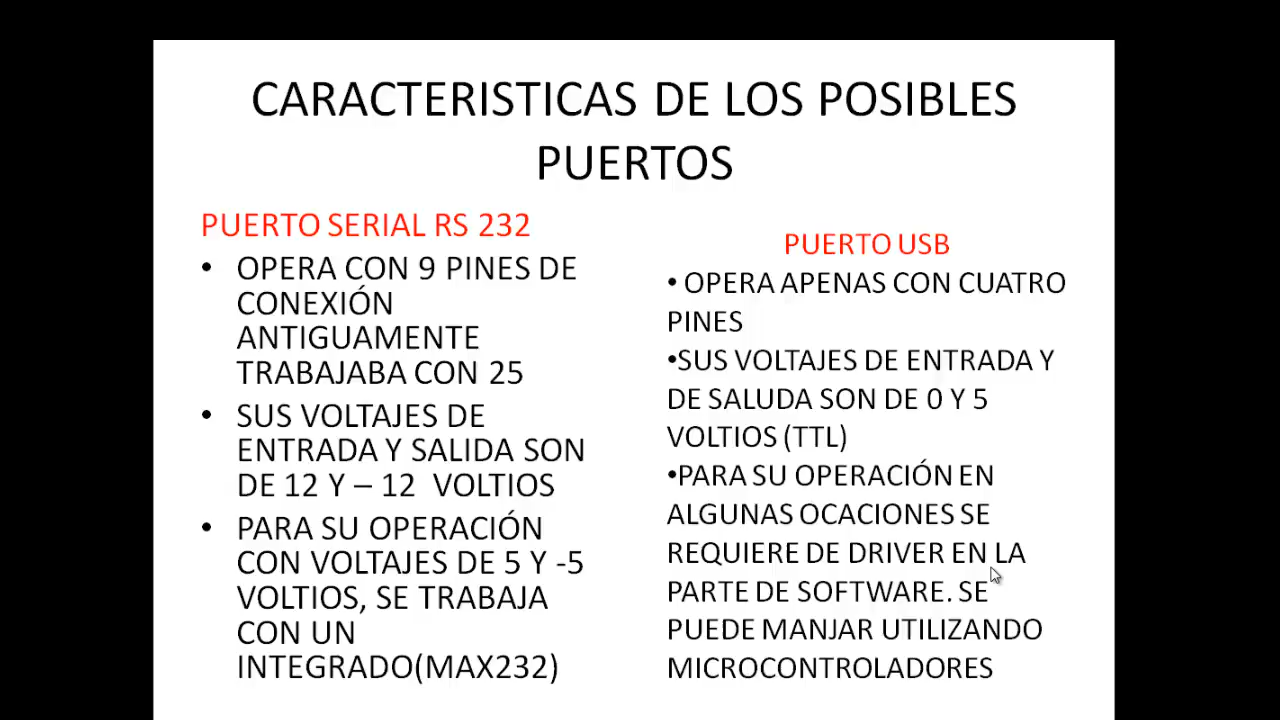 CARACTERISTICAS DE LOS POSIBLES
PUERTOS
PUERTO SERIAL RS 232
• OPERA CON 9 PINES DE
CONEXIÓN
ANTIGUAMENTE
TRABAJABA CON 25
• SUS VOLTAJES DE
ENTRADA Y SALIDA SON
DE 12 Y – 12 VOLTIOS
• PARA SU OPERACIÓN
CON VOLTAJES DE 5 Y -5
VOLTIOS, SE TRABAJA
CON UN
INTEGRADO(MAX232)
PUERTO USB
• OPERA APENAS CON CUATRO
PINES
•SUS VOLTAJES DE ENTRADA Y
DE SALUDA SON DE 0 Y 5
VOLTIOS (TTL)
•PARA SU OPERACIÓN EN
ALGUNAS OCACIONES SE
REQUIERE DE DRIVER EN LA
PARTE DE SOFTWARE. SE
PUEDE MANJAR UTILIZANDO
MICROCONTROLADORES